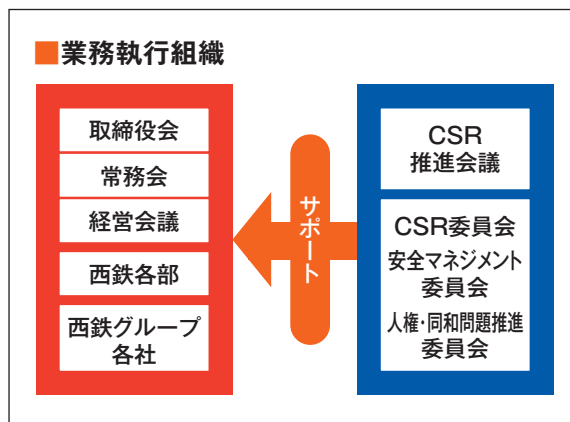 ■業務執行組織
取締役会
常務会
経営会議
西鉄各部
西鉄グループ
各社
サポート
CSR
推進会議
CSR委員会
安全マネジメント
委員会
人権・同和問題推進
委員会